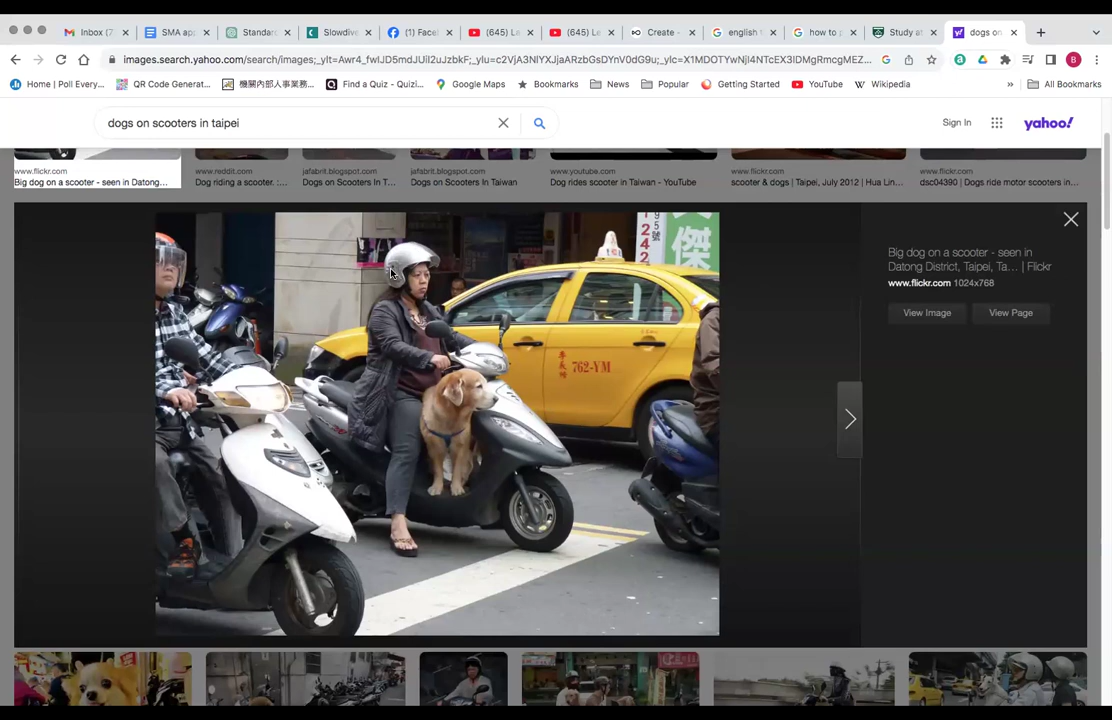 Inbox (7
SMA ap
Standard
Slowdive
(1) Facel
(645) Le
(645) Le
Create -
english l
how to p
Study at
dogs on
images.search.yahoo.com/search/images;_ylt=Awr4_fwIJD5mdJUil2uJzbkF;_ylu=c2VjA3NlYXJjaARzbGsDYnV0dG9u;_ylc=X1MDOTYwNjI4NTcEX3IDMgRmcgMEZ...
B
Home | Poll Every...
QR Code Generat...
機關內部人事業務...
Find a Quiz - Quizi...
Google Maps
Bookmarks
News
Popular
Getting Started
YouTube
Wikipedia
»
All Bookmarks
dogs on scooters in taipei
Sign In
yahoo!
www.flickr.com
Big dog on a scooter - seen in Datong...
www.reddit.com
Dog riding a scooter. :...
jafabrit.blogspot.com
Dogs on Scooters In T...
jafabrit.blogspot.com
Dogs on Scooters In Taiwan
www.youtube.com
Dog rides scooter in Taiwan - YouTube
www.flickr.com
scooter & dogs | Taipei, July 2012 | Hua Lin...
www.flickr.com
dsc04390 | Dogs ride motor scooters in...
傑
762-YM
Big dog on a scooter - seen in
Datong District, Taipei, Ta... | Flickr
www.flickr.com 1024x768
View Image
View Page